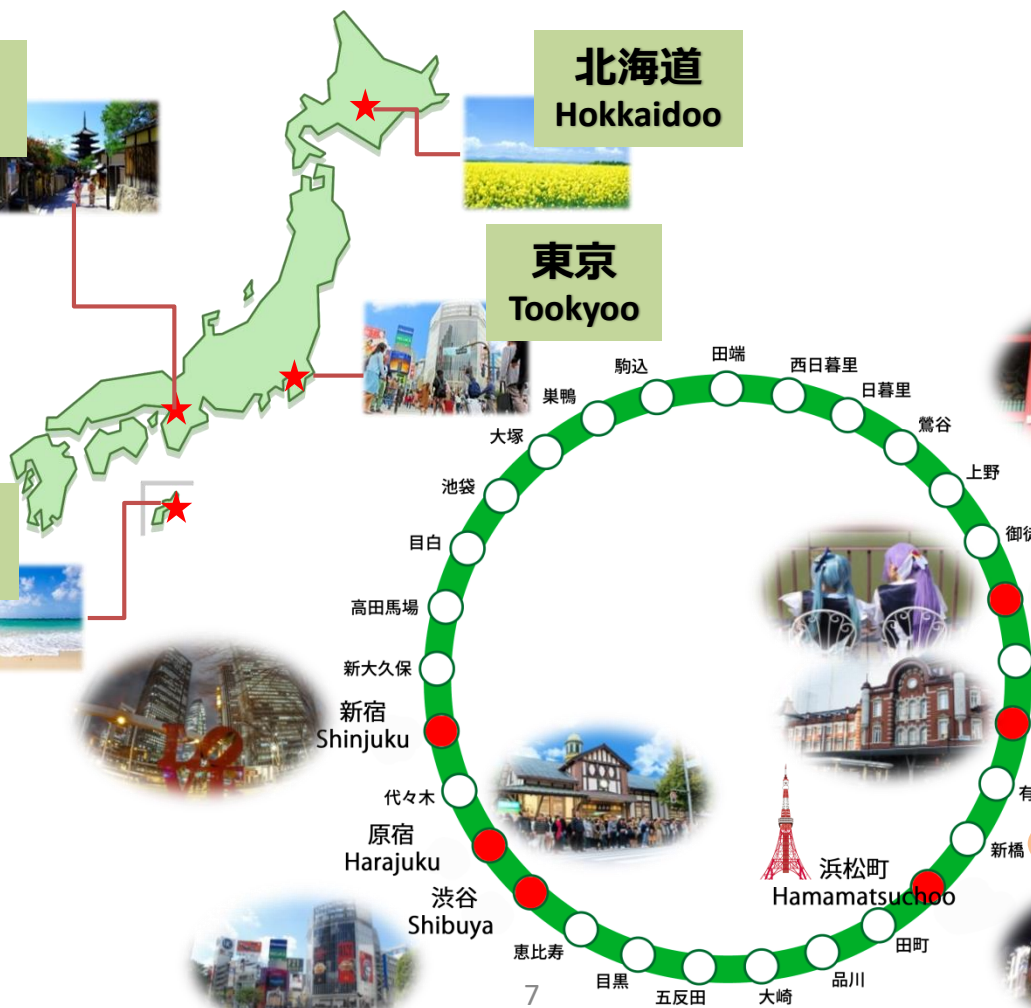 北海道
Hokkaidoo
東京
Tookyoo
田端
西日暮里
日暮里
鶯谷
上野
御徒
駒込
巣鴨
大塚
池袋
目白
高田馬場
新大久保
新宿
Shinjuku
代々木
原宿
Harajuku
渋谷
Shibuya
恵比寿
目黒
五反田
大崎
品川
田町
浜松町
Hamamatsuchoo
新橋
有
7